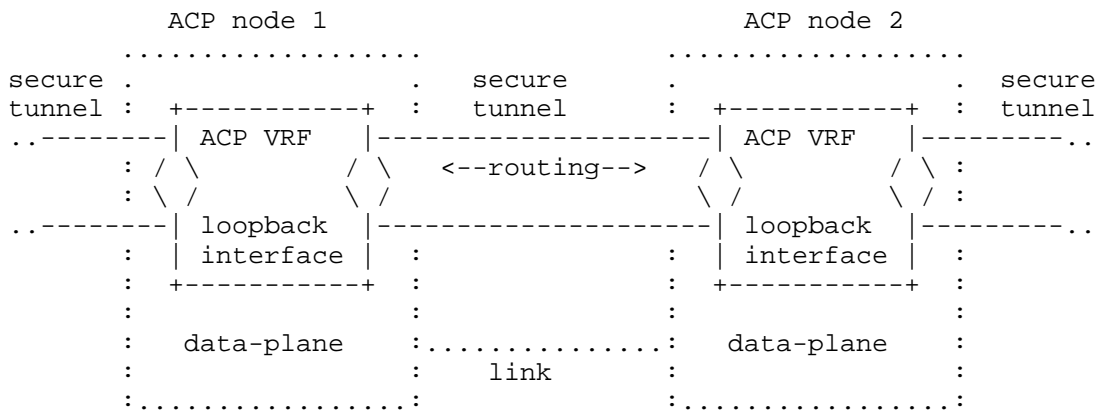 ACP node 1 ACP node 2
...................          ...................
secure .                  .   secure      .                  .  secure
tunnel :  +-----------+   :   tunnel      :  +-----------+   :  tunnel
..--------| ACP VRF   |---------------------| ACP VRF   |---------..
: / \         / \   <--routing-->   / \         / \ :
: \ /         \ /                   \ /         \ / :
..--------| loopback  |---------------------| loopback  |---------..
:  | interface |  :               :  | interface |  :
:  +-----------+  :               :  +-----------+  :
:                 :               :                 :
:   data-plane    :...............:   data-plane    :
:                 :     link      :                 :
:.................:               :.................: